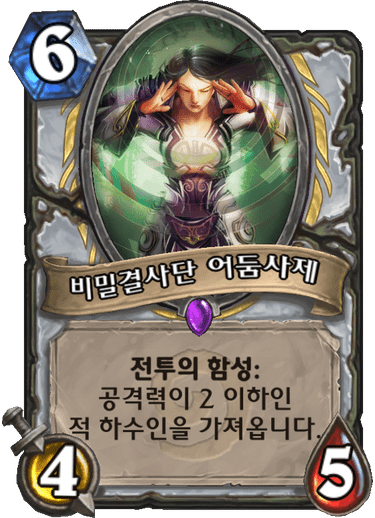 6
비밀결사단 어둠사제
전투의 함성:
공격력이 2 이하인
적 하수인을 가져옵니다.
4
5